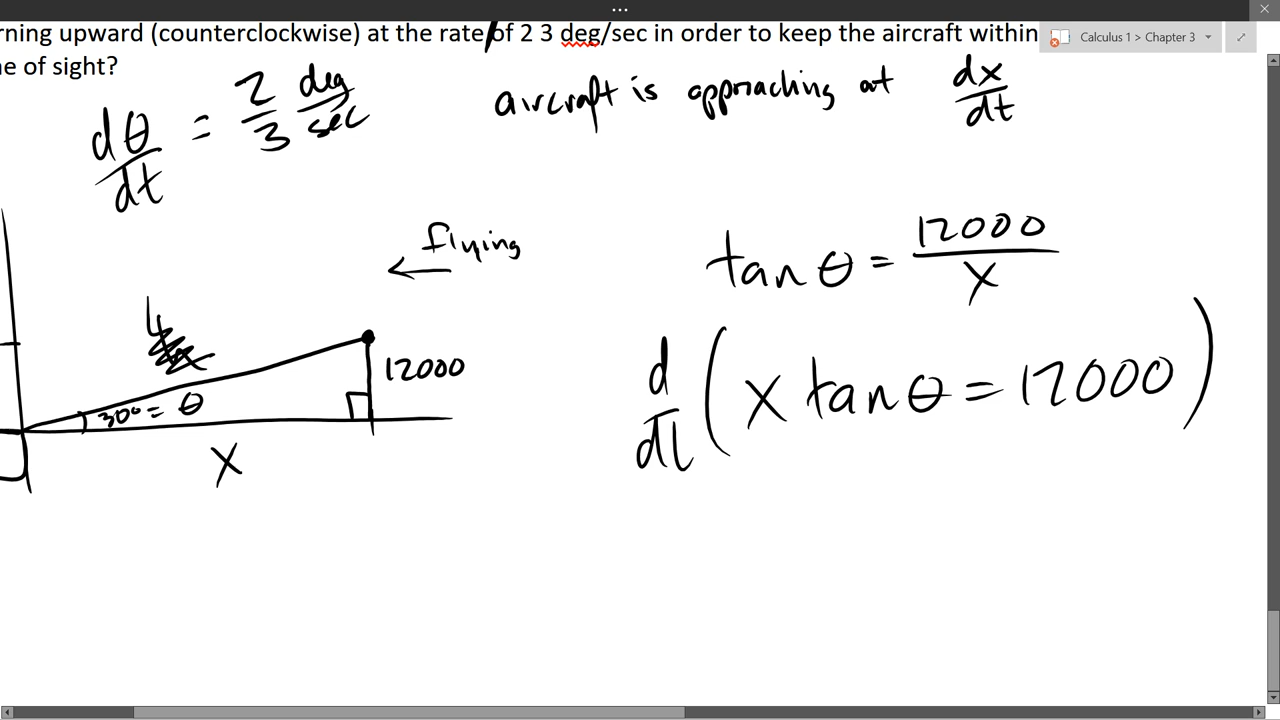 ...
rning upward (counterclockwise) at the rate of 2 3 deg/sec in order to keep the aircraft within
Calculus 1 > Chapter 3
ne of sight?
dθ/dt = 2/3 deg/sec
aircraft is approaching at dx/dt
flying
←
tan θ = 12000/x
12000
30° = θ
x
d/dt (x tan θ = 12000)